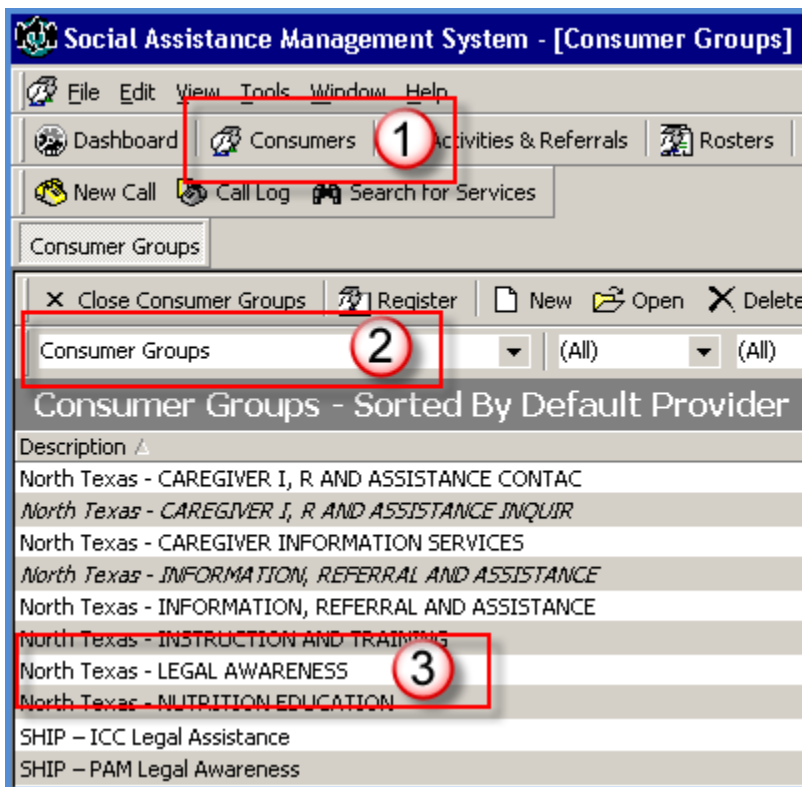 Social Assistance Management System - [Consumer Groups]
File Edit View Tools Window Help
Dashboard Consumers 1 Activities & Referrals Rosters
New Call Call Log Search for Services
Consumer Groups
X Close Consumer Groups Register New Open Delete
Consumer Groups 2 (All) (All)
Consumer Groups - Sorted By Default Provider
Description
North Texas - CAREGIVER I, R AND ASSISTANCE CONTAC
North Texas - CAREGIVER I, R AND ASSISTANCE INQUIR
North Texas - CAREGIVER INFORMATION SERVICES
North Texas - INFORMATION, REFERRAL AND ASSISTANCE
North Texas - INFORMATION, REFERRAL AND ASSISTANCE
North Texas - INSTRUCTION AND TRAINING
North Texas - LEGAL AWARENESS 3
North Texas - NUTRITION EDUCATION
SHIP – ICC Legal Assistance
SHIP – PAM Legal Awareness